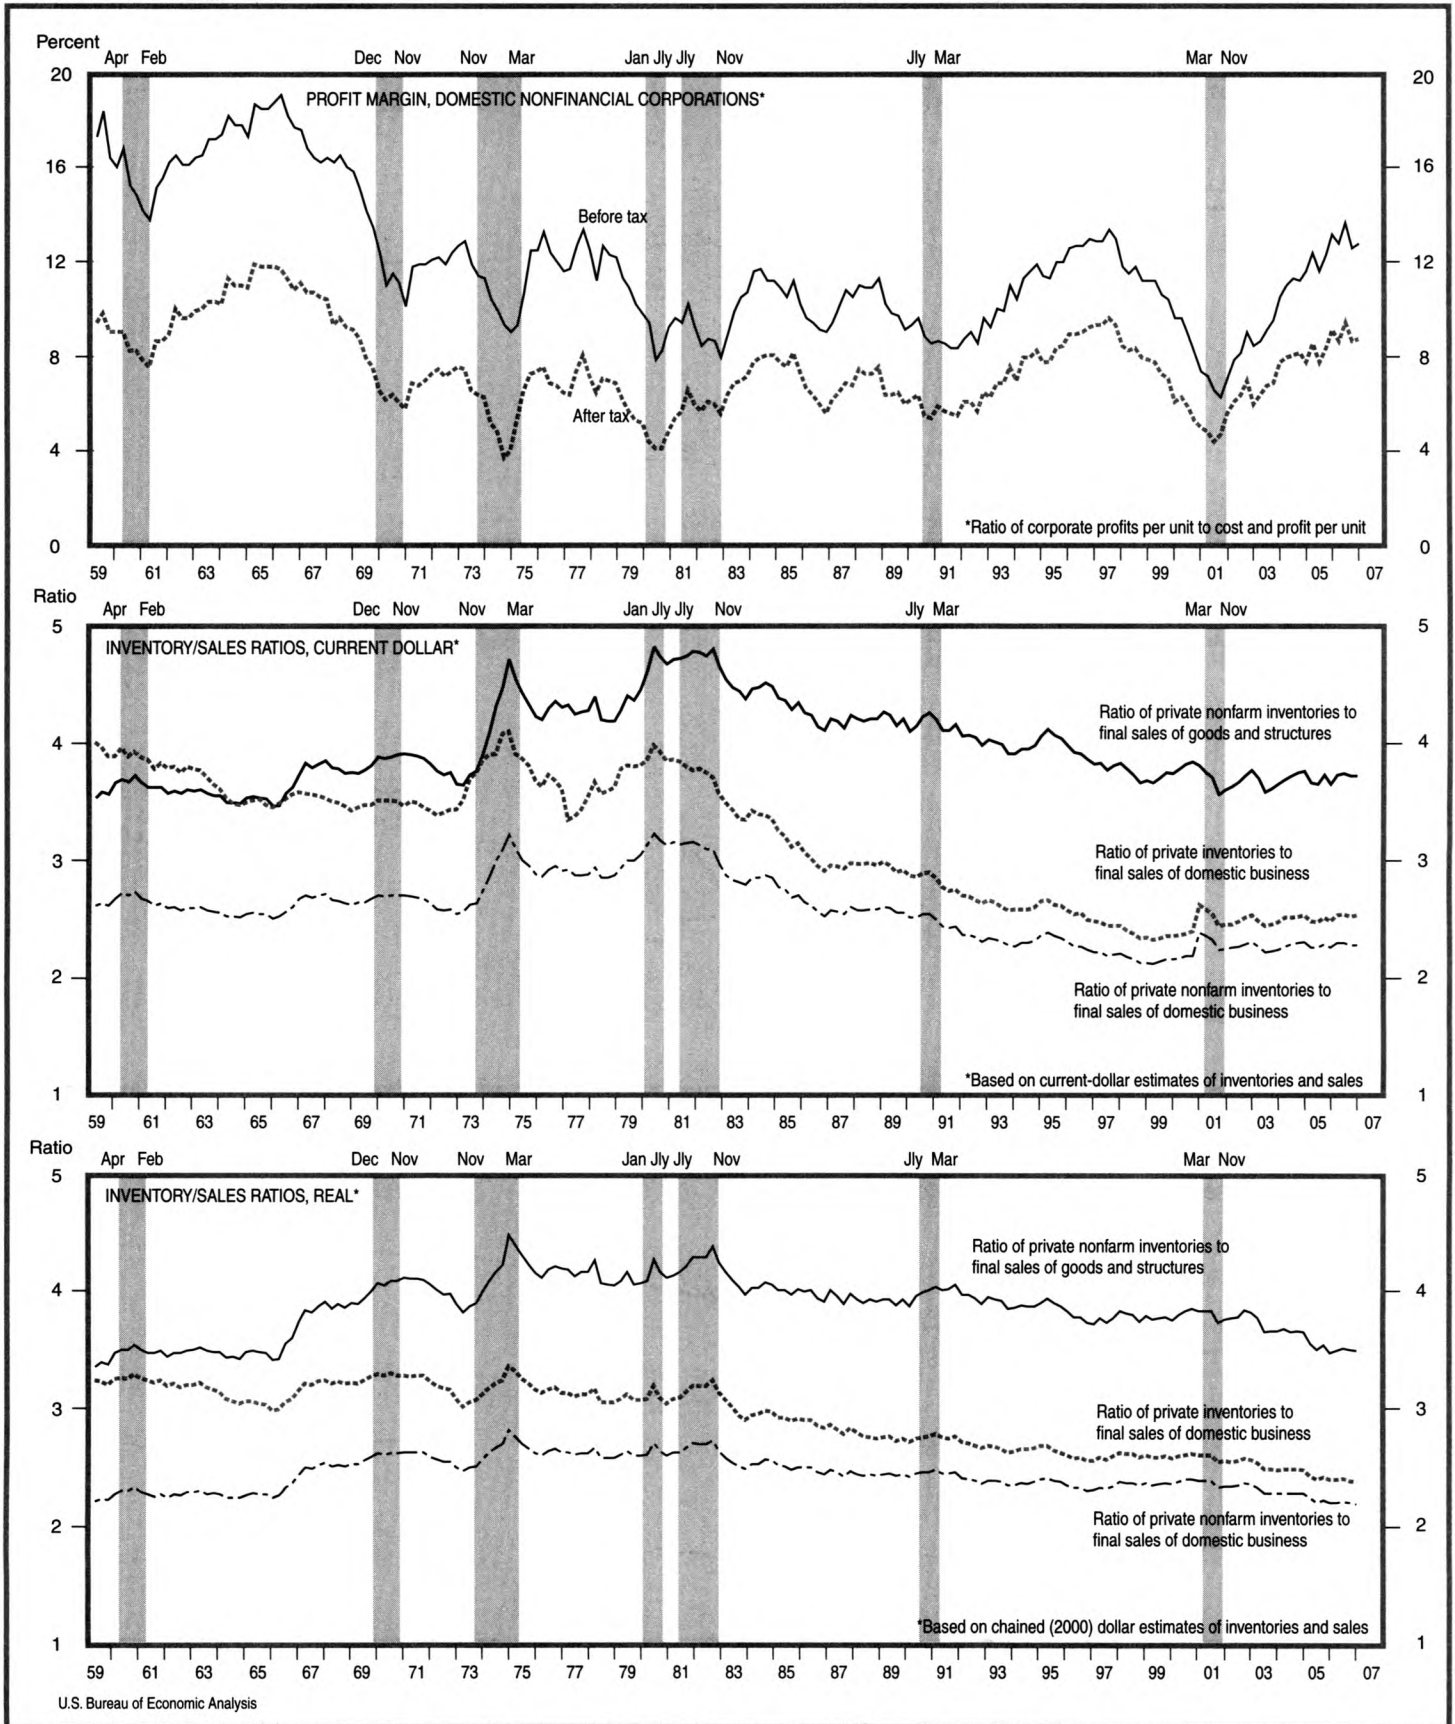 Percent
Apr Feb Dec Nov Nov Mar Jan Jly Jly Nov Jly Mar Mar Nov
20 20
PROFIT MARGIN, DOMESTIC NONFINANCIAL CORPORATIONS*
16 16
Before tax
12 12
8 8
After tax
4 4
*Ratio of corporate profits per unit to cost and profit per unit
0 0
59 61 63 65 67 69 71 73 75 77 79 81 83 85 87 89 91 93 95 97 99 01 03 05 07
Ratio
Apr Feb Dec Nov Nov Mar Jan Jly Jly Nov Jly Mar Mar Nov
5 5
INVENTORY/SALES RATIOS, CURRENT DOLLAR*
Ratio of private nonfarm inventories to
final sales of goods and structures
4 4
Ratio of private inventories to
final sales of domestic business
3 3
2 2
Ratio of private nonfarm inventories to
final sales of domestic business
*Based on current-dollar estimates of inventories and sales
1 1
59 61 63 65 67 69 71 73 75 77 79 81 83 85 87 89 91 93 95 97 99 01 03 05 07
Ratio
Apr Feb Dec Nov Nov Mar Jan Jly Jly Nov Jly Mar Mar Nov
5 5
INVENTORY/SALES RATIOS, REAL*
Ratio of private nonfarm inventories to
final sales of goods and structures
4 4
3 3
Ratio of private inventories to
final sales of domestic business
2 2
Ratio of private nonfarm inventories to
final sales of domestic business
*Based on chained (2000) dollar estimates of inventories and sales
1 1
59 61 63 65 67 69 71 73 75 77 79 81 83 85 87 89 91 93 95 97 99 01 03 05 07
U.S. Bureau of Economic Analysis